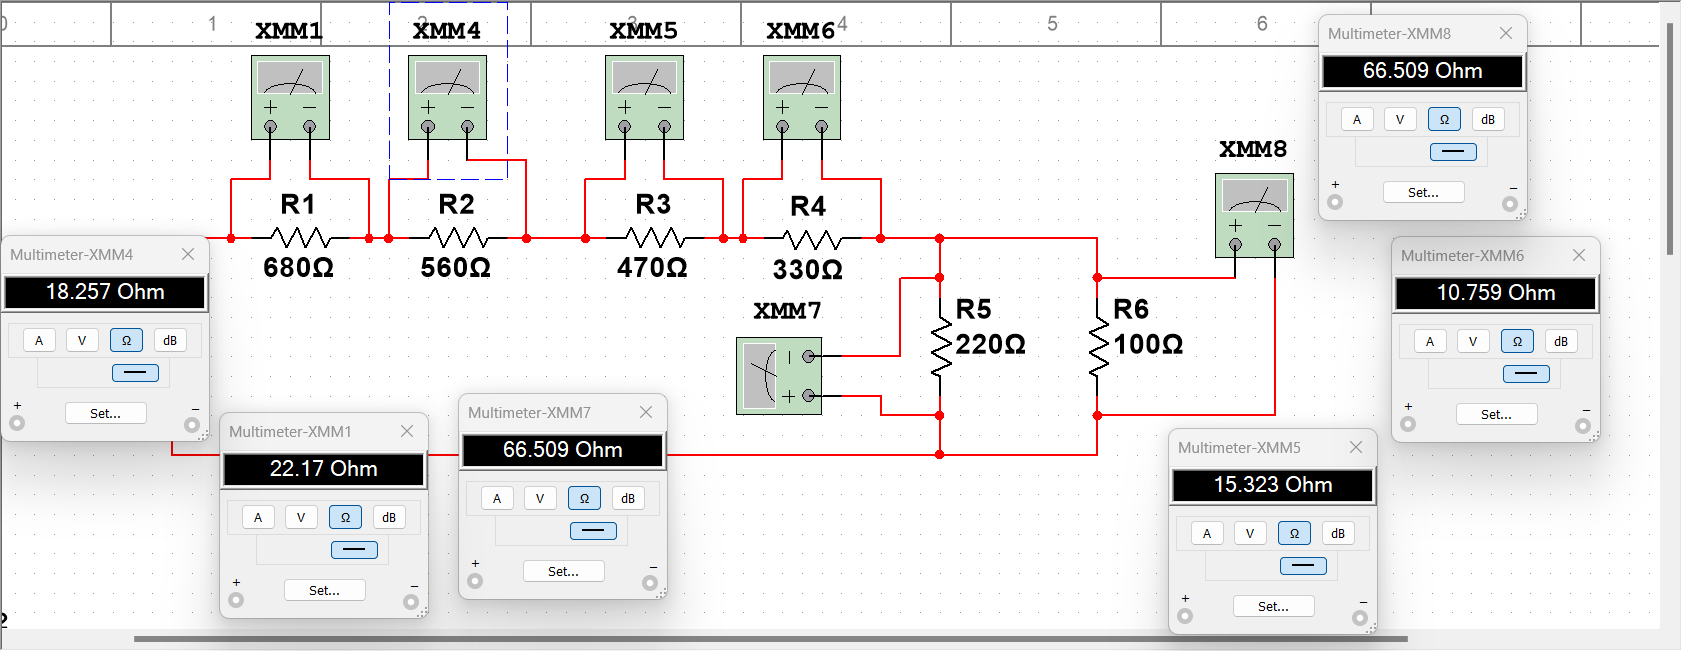 0 1 2 3 4 5 6
XMM1 XMM4 XMM5 XMM6
+ − + − + − + −
R1 R2 R3 R4
680Ω 560Ω 470Ω 330Ω
XMM7
− +
R5
220Ω
R6
100Ω
XMM8
+ −
Multimeter-XMM8
66.509 Ohm
A V Ω dB
+ Set... −
Multimeter-XMM4
18.257 Ohm
A V Ω dB
+ Set... −
Multimeter-XMM6
10.759 Ohm
A V Ω dB
+ Set... −
Multimeter-XMM1
22.17 Ohm
A V Ω dB
+ Set... −
Multimeter-XMM7
66.509 Ohm
A V Ω dB
+ Set... −
Multimeter-XMM5
15.323 Ohm
A V Ω dB
+ Set... −